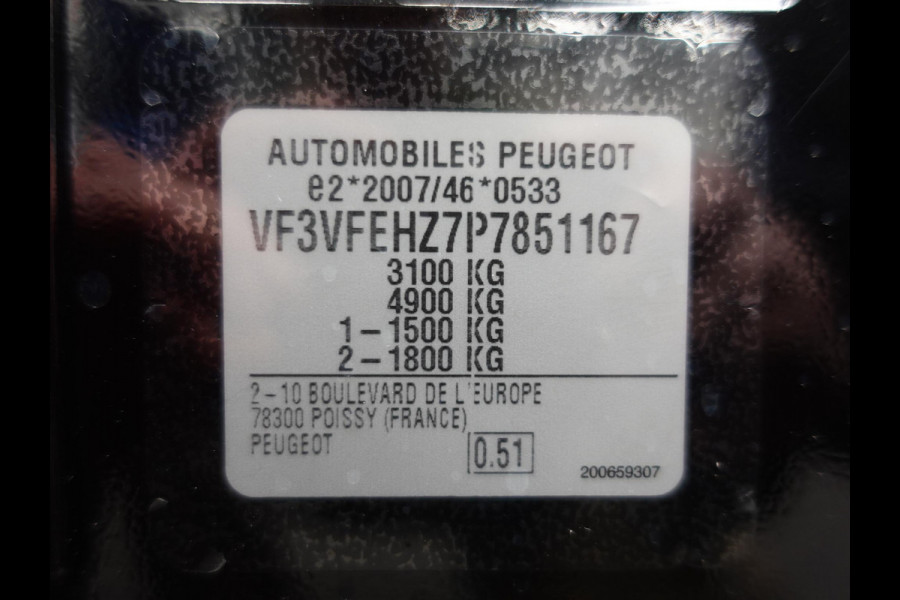 AUTOMOBILES PEUGEOT
e2*2007/46*0533
VF3VFEHZ7P7851167
3100 KG
4900 KG
1-1500 KG
2-1800 KG
2-10 BOULEVARD DE L'EUROPE
78300 POISSY (FRANCE)
PEUGEOT
0.51
200659307